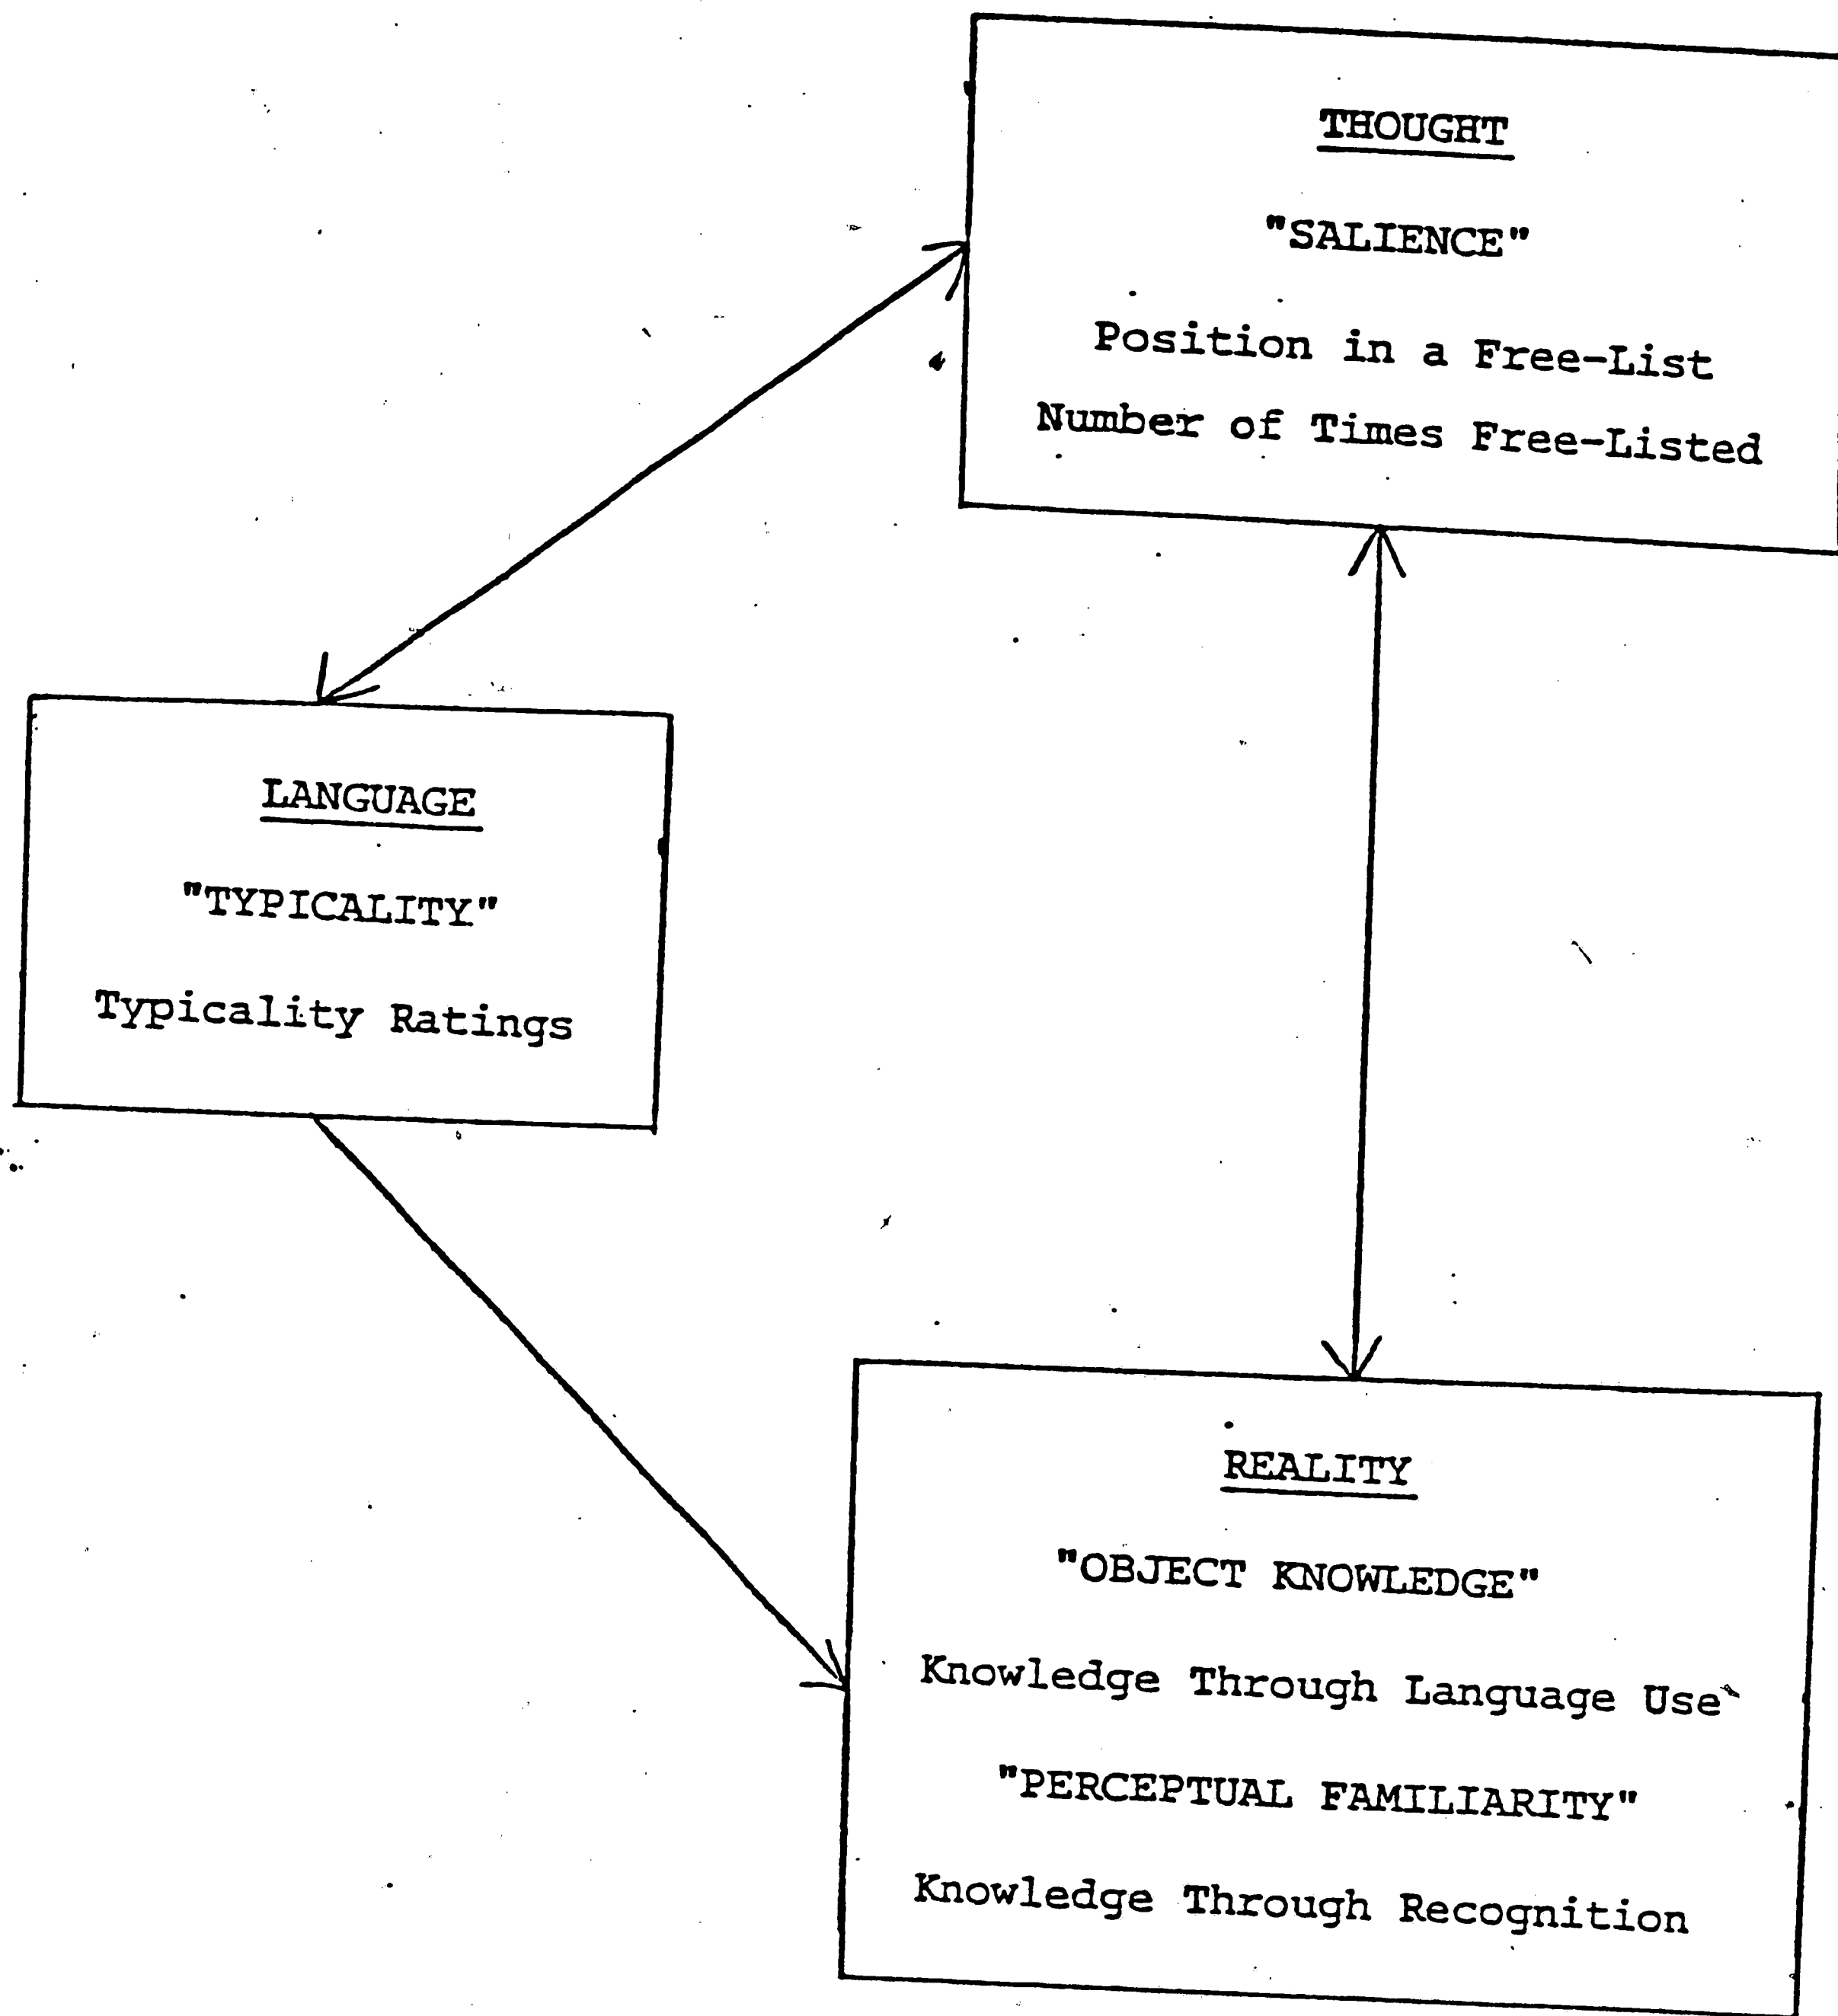 THOUGHT
"SALIENCE"
Position in a Free-List
Number of Times Free-Listed
LANGUAGE
"TYPICALITY"
Typicality Ratings
REALITY
"OBJECT KNOWLEDGE"
Knowledge Through Language Use
"PERCEPTUAL FAMILIARITY"
Knowledge Through Recognition